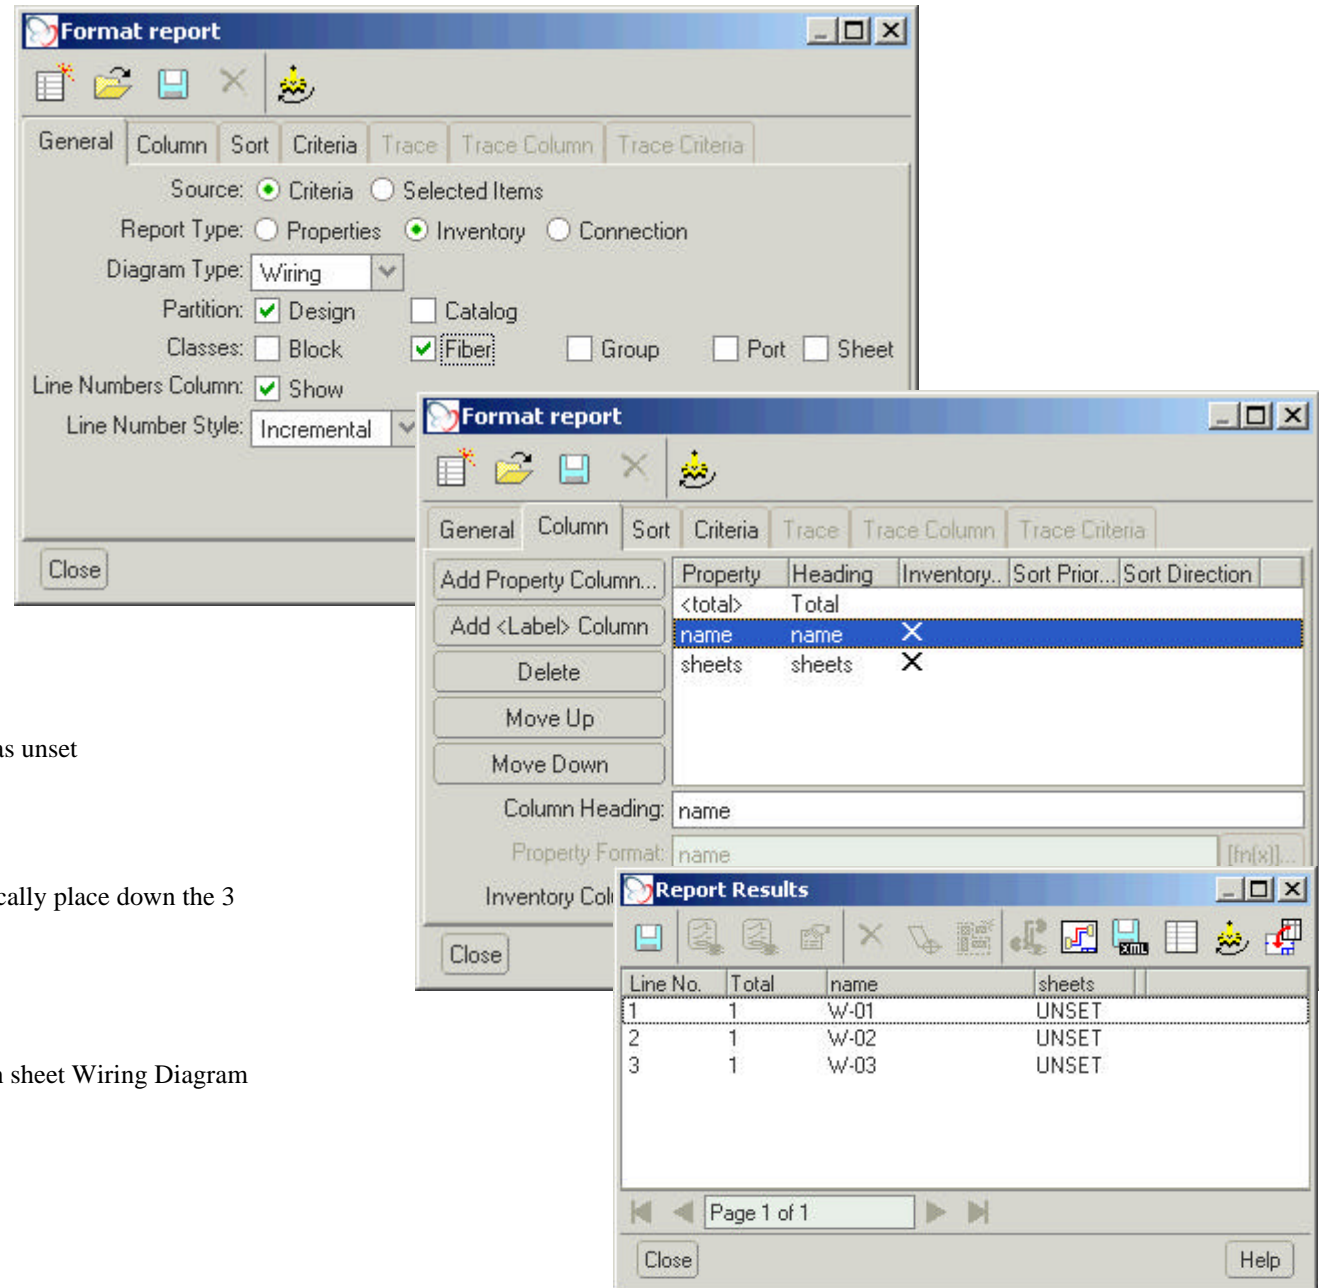 Format report
General Column Sort Criteria Trace Trace Column Trace Criteria
Source: Criteria Selected Items
Report Type: Properties Inventory Connection
Diagram Type: Wiring
Partition: Design Catalog
Classes: Block Fiber Group Port Sheet
Line Numbers Column: Show
Line Number Style: Incremental
Close
Format report
General Column Sort Criteria Trace Trace Column Trace Criteria
Add Property Column...
Add <Label> Column
Delete
Move Up
Move Down
Property Heading Inventory.. Sort Prior... Sort Direction
<total> Total
name name
sheets sheets
Column Heading: name
Property Format: name [fn(x)]...
Inventory Col
Close
as unset
cally place down the 3
sheet Wiring Diagram
Report Results
XML
Line No. Total name sheets
1 1 W-01 UNSET
2 1 W-02 UNSET
3 1 W-03 UNSET
Page 1 of 1
Close Help